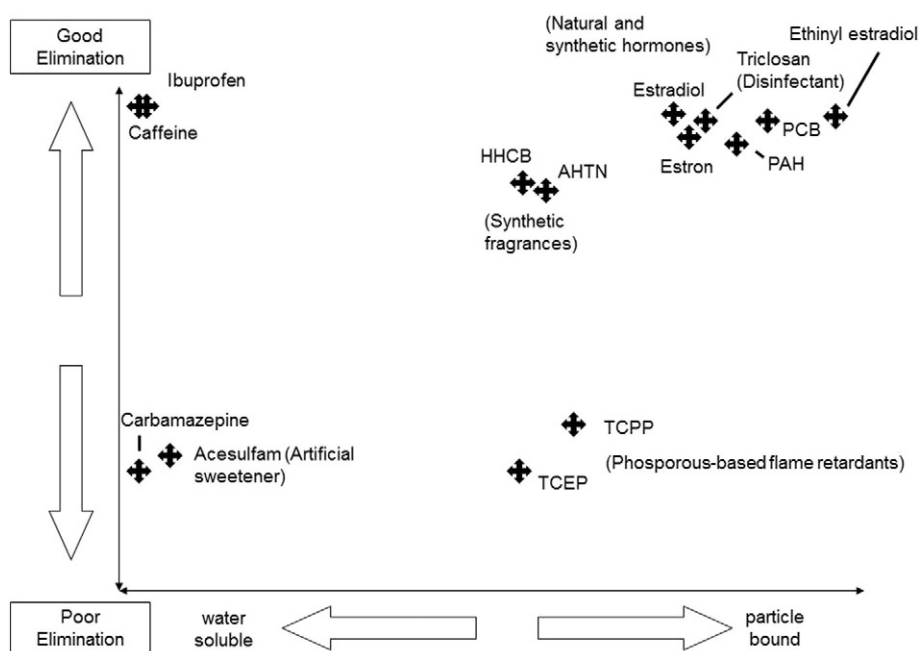 Good
Elimination
Ibuprofen
Caffeine
(Natural and
synthetic hormones)
Ethinyl estradiol
Triclosan
(Disinfectant)
Estradiol
PCB
Estron
PAH
HHCB
AHTN
(Synthetic
fragrances)
Carbamazepine
Acesulfam (Artificial
sweetener)
TCPP
(Phosporous-based flame retardants)
TCEP
Poor
Elimination
water
soluble
particle
bound